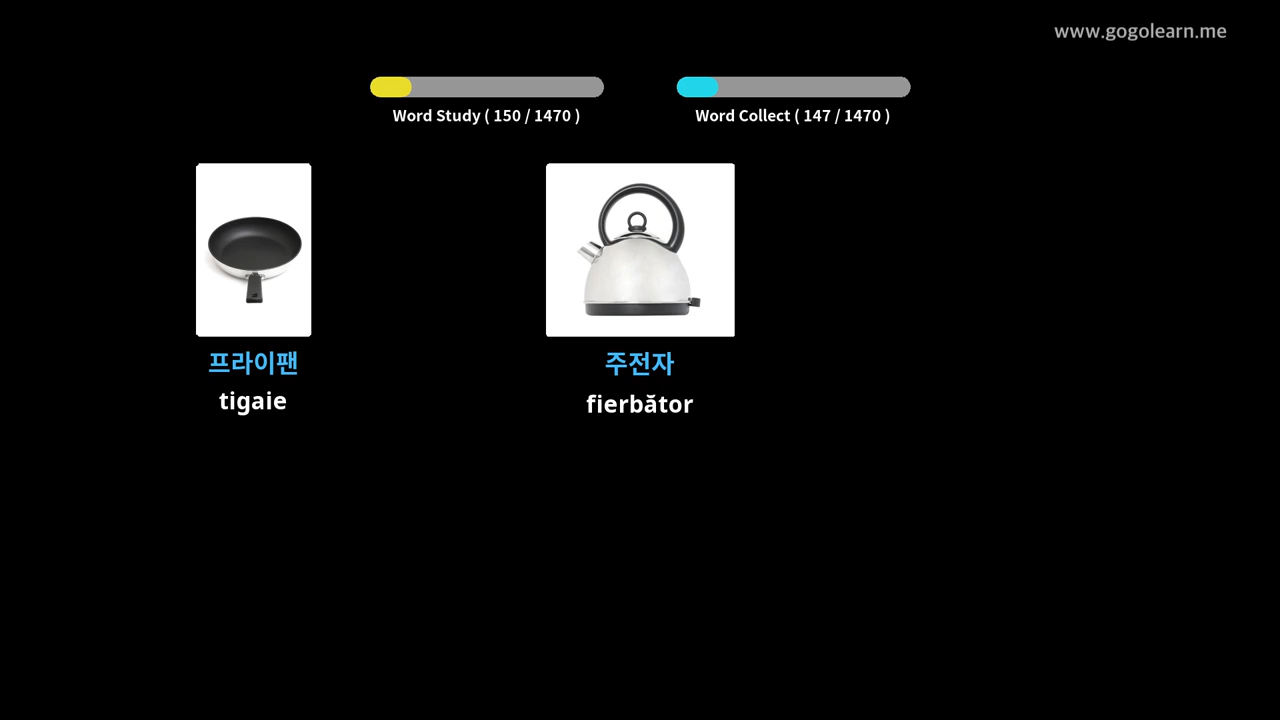 www.gogolearn.me
Word Study ( 150 / 1470 )
Word Collect ( 147 / 1470 )
프라이팬
tigaie
주전자
fierbător